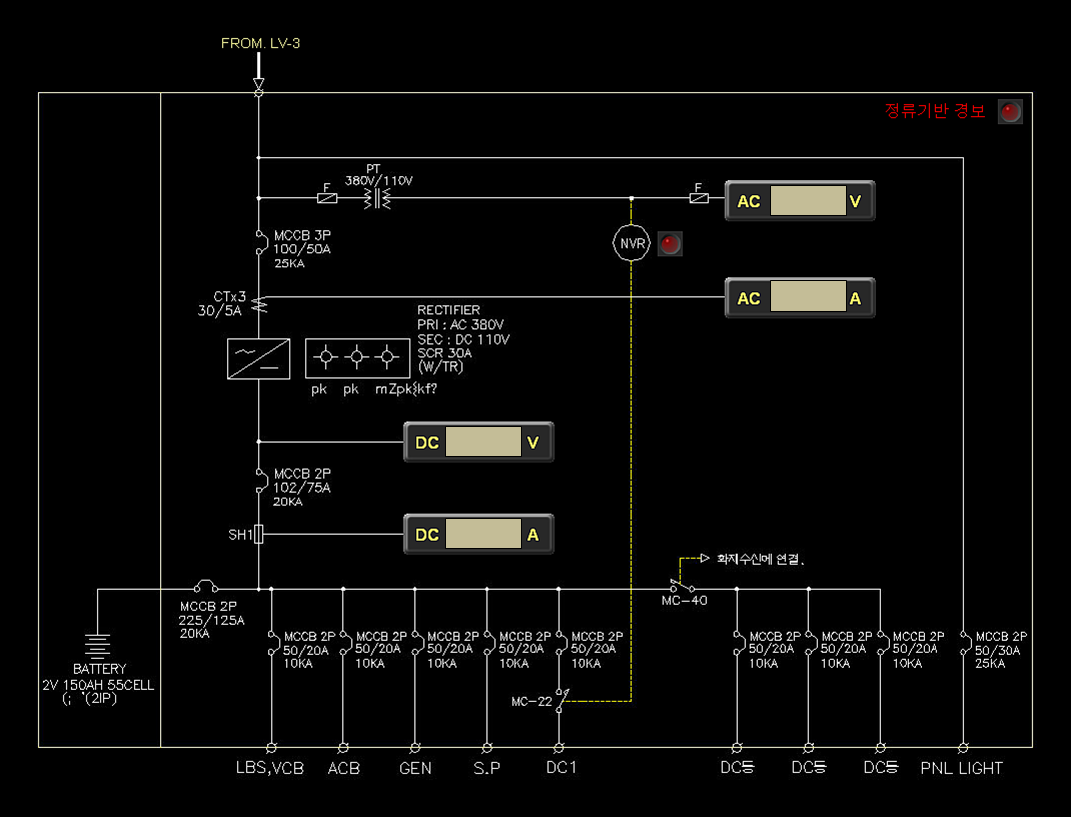 FROM. LV-3
정류기반 경보
PT
380V/110V
F
F
AC V
MCCB 3P
100/50A
25KA
NVR
CTx3
30/5A
AC A
RECTIFIER
PRI : AC 380V
SEC : DC 110V
SCR 30A
(W/TR)
pk pk
DC V
MCCB 2P
102/75A
20KA
SH1
DC A
화재수신에 연결.
MC-40
MCCB 2P
225/125A
20KA
BATTERY
2V 150AH 55CELL
MCCB 2P
50/20A
10KA
MCCB 2P
50/20A
10KA
MCCB 2P
50/20A
10KA
MCCB 2P
50/20A
10KA
MCCB 2P
50/20A
10KA
MCCB 2P
50/20A
10KA
MCCB 2P
50/20A
10KA
MCCB 2P
50/20A
10KA
MCCB 2P
50/30A
25KA
MC-22
LBS,VCB
ACB
GEN
S.P
DC1
DC등
DC등
DC등
PNL LIGHT